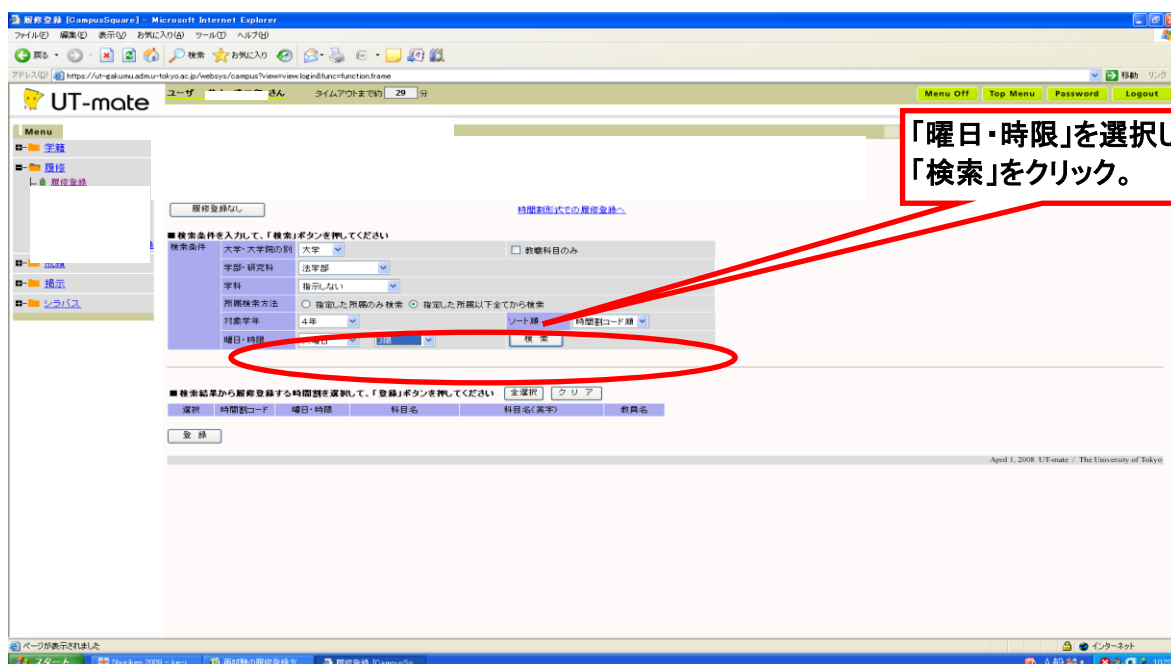 履修登録 [CampusSquare] - Microsoft Internet Explorer
ファイル(F) 編集(E) 表示(V) お気に入り(A) ツール(T) ヘルプ(H)
戻る 検索 お気に入り
アドレス(D) https://ut-gakumu.adm.u-tokyo.ac.jp/websys/campus?view=view.login&func=function.frame 移動 リンク
UT-mate
ユーザ さん タイムアウトまで約 29 分
Menu Off Top Menu Password Logout
Menu
学籍
履修
履修登録
成績
掲示
シラバス
「曜日・時限」を選択し
「検索」をクリック。
履修登録なし 時間割形式での履修登録へ
■検索条件を入力して、「検索」ボタンを押してください
検索条件 大学・大学院の別 大学 教職科目のみ
学部・研究科 法学部
学科 指示しない
所属検索方法 指定した所属のみ検索 指定した所属以下全てから検索
対象学年 4年 ソート順 時間割コード順
曜日・時限 3限 検 索
■検索結果から履修登録する時間割を選択して、「登録」ボタンを押してください 全選択 クリア
選択 時間割コード 曜日・時限 科目名 科目名(英字) 教員名
登 録
April 1, 2008 UT-mate / The University of Tokyo
ページが表示されました インターネット
スタート 再試験の履修登録方... 履修登録 [CampusSq...